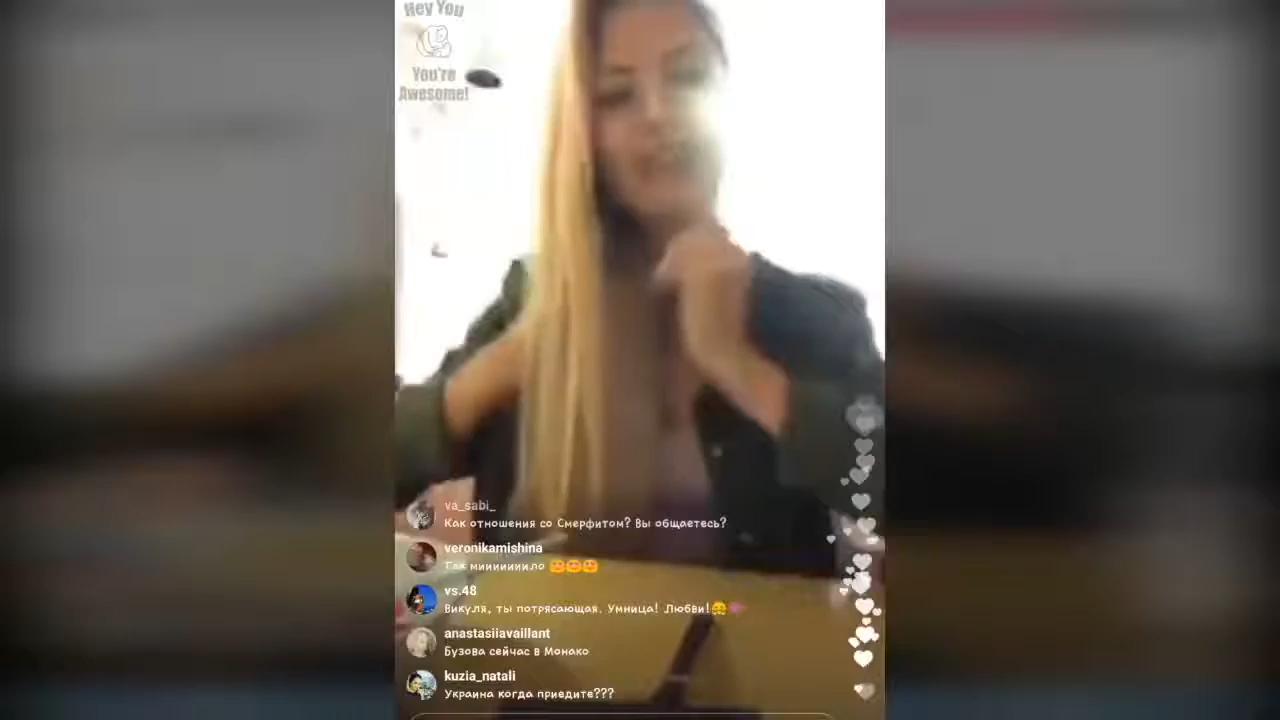 Hey You
You're
Awesome!
va_sabi_
Как отношения со Смерфитом? Вы общаетесь?
veronikamishina
Так мииииииило 😍😍😍
vs.48
Викуля, ты потрясающая. Умница! Любви!🤗💗
anastasiiavaillant
Бузова сейчас в Монако
kuzia_natali
Украина когда приедите???